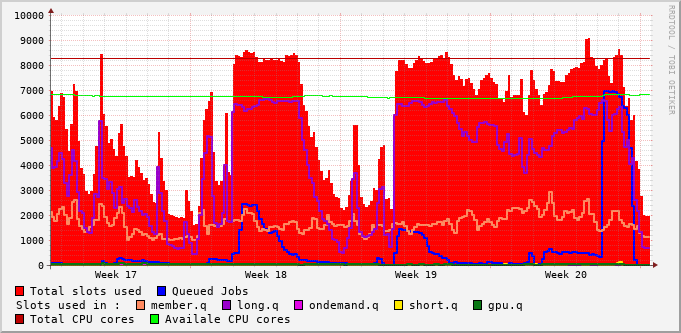 10000
9000
8000
7000
6000
5000
4000
3000
2000
1000
0
Week 17 Week 18 Week 19 Week 20
Total slots used Queued Jobs
Slots used in : member.q long.q ondemand.q short.q gpu.q
Total CPU cores Availale CPU cores
RRDTOOL / TOBI OETIKER